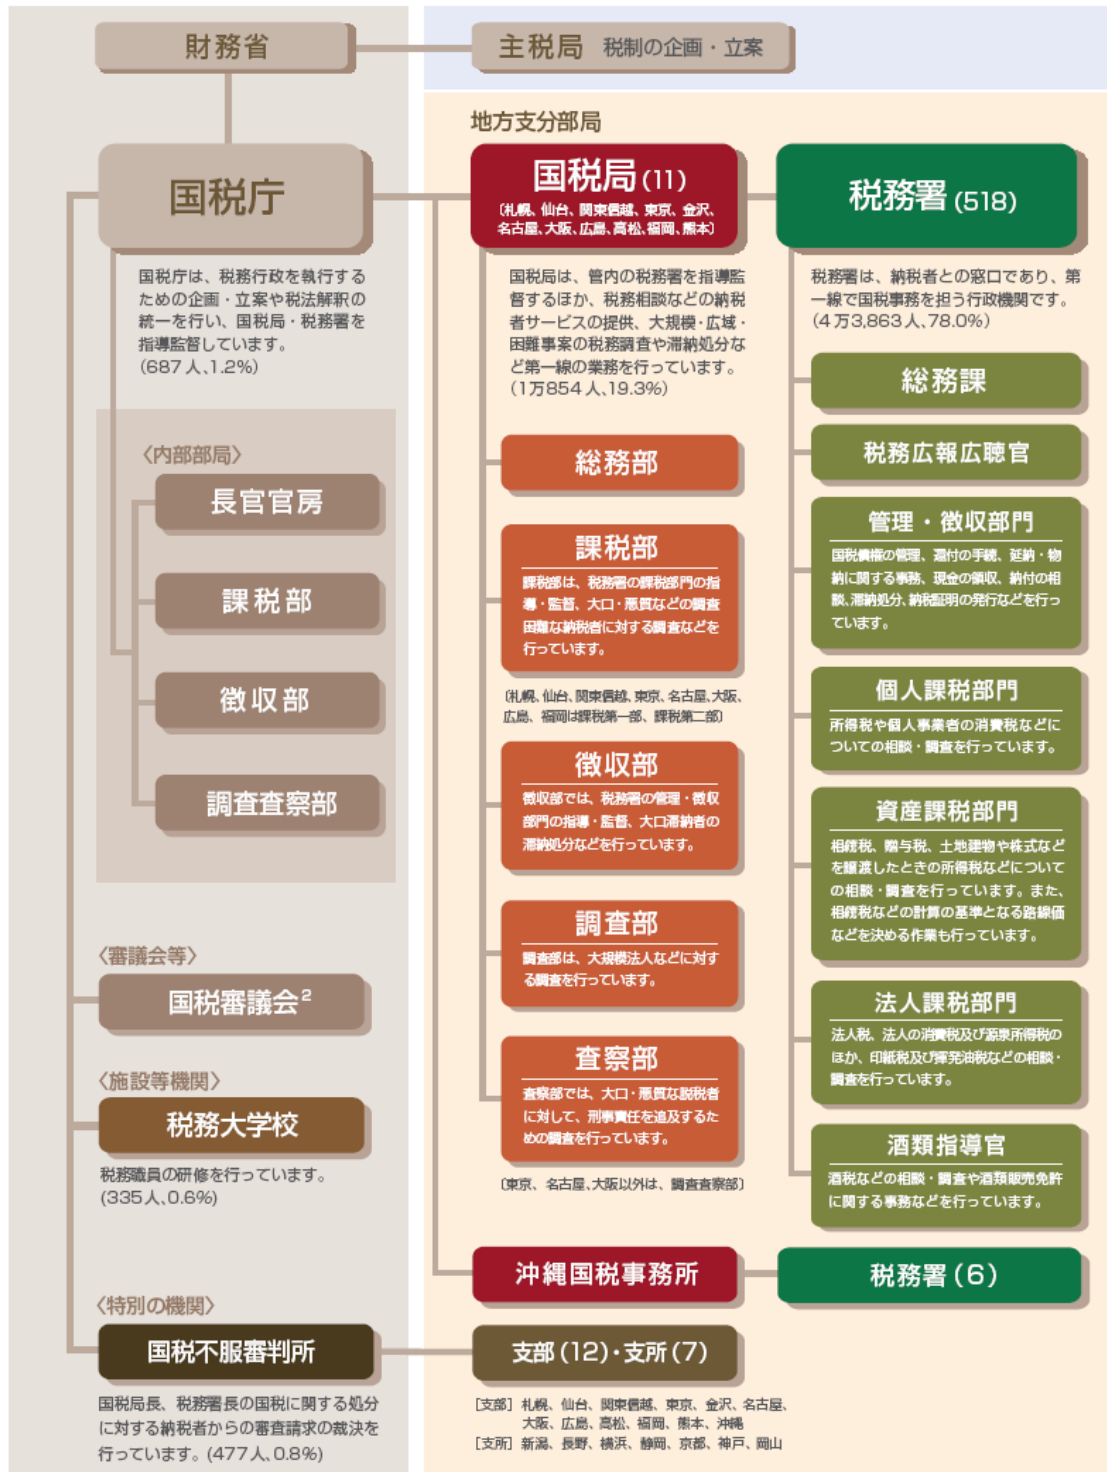 財務省
主税局 税制の企画・立案
国税庁
国税庁は、税務行政を執行する
ための企画・立案や税法解釈の
統一を行い、国税局・税務署を
指導監督しています。
(687人、1.2%)
〈内部部局〉
長官官房
課税部
徴収部
調査査察部
〈審議会等〉
国税審議会2
〈施設等機関〉
税務大学校
税務職員の研修を行っています。
(335人、0.6%)
〈特別の機関〉
国税不服審判所
国税局長、税務署長の国税に関する処分
に対する納税者からの審査請求の裁決を
行っています。(477人、0.8%)
地方支分部局
国税局(11)
〔札幌、仙台、関東信越、東京、金沢、
名古屋、大阪、広島、高松、福岡、熊本〕
国税局は、管内の税務署を指導監
督するほか、税務相談などの納税
者サービスの提供、大規模・広域・
困難事案の税務調査や滞納処分な
ど第一線の業務を行っています。
(1万854人、19.3%)
総務部
課税部
課税部は、税務署の課税部門の指
導・監督、大口・悪質などの調査
困難な納税者に対する調査などを
行っています。
〔札幌、仙台、関東信越、東京、名古屋、大阪、
広島、福岡は課税第一部、課税第二部〕
徴収部
徴収部では、税務署の管理・徴収
部門の指導・監督、大口滞納者の
滞納処分などを行っています。
調査部
調査部は、大規模法人などに対す
る調査を行っています。
査察部
査察部では、大口・悪質な脱税者
に対して、刑事責任を追及するた
めの調査を行っています。
〔東京、名古屋、大阪以外は、調査査察部〕
沖縄国税事務所
支部(12)・支所(7)
[支部] 札幌、仙台、関東信越、東京、金沢、名古屋、
大阪、広島、高松、福岡、熊本、沖縄
[支所] 新潟、長野、横浜、静岡、京都、神戸、岡山
税務署(518)
税務署は、納税者との窓口であり、第
一線で国税事務を担う行政機関です。
(4万3,863人、78.0%)
総務課
税務広報広聴官
管理・徴収部門
国税債権の管理、還付の手続、延納・物
納に関する事務、現金の領収、納付の相
談、滞納処分、納税証明の発行などを行っ
ています。
個人課税部門
所得税や個人事業者の消費税などに
ついての相談・調査を行っています。
資産課税部門
相続税、贈与税、土地建物や株式など
を譲渡したときの所得税などについて
の相談・調査を行っています。また、
相続税などの計算の基準となる路線価
などを決める作業も行っています。
法人課税部門
法人税、法人の消費税及び源泉所得税の
ほか、印紙税及び揮発油税などの相談・
調査を行っています。
酒類指導官
酒税などの相談・調査や酒類販売免許
に関する事務などを行っています。
税務署(6)